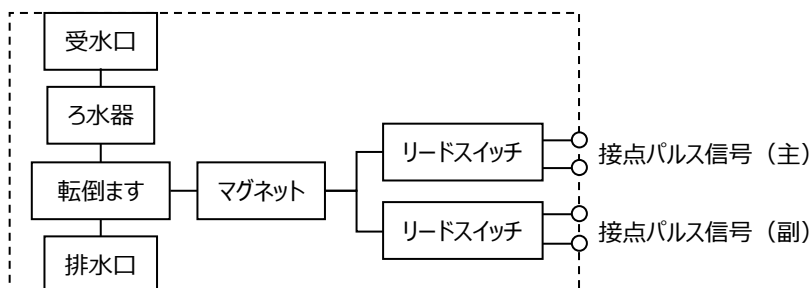 受水口
ろ水器
リードスイッチ
接点パルス信号（主）
転倒ます
マグネット
リードスイッチ
接点パルス信号（副）
排水口